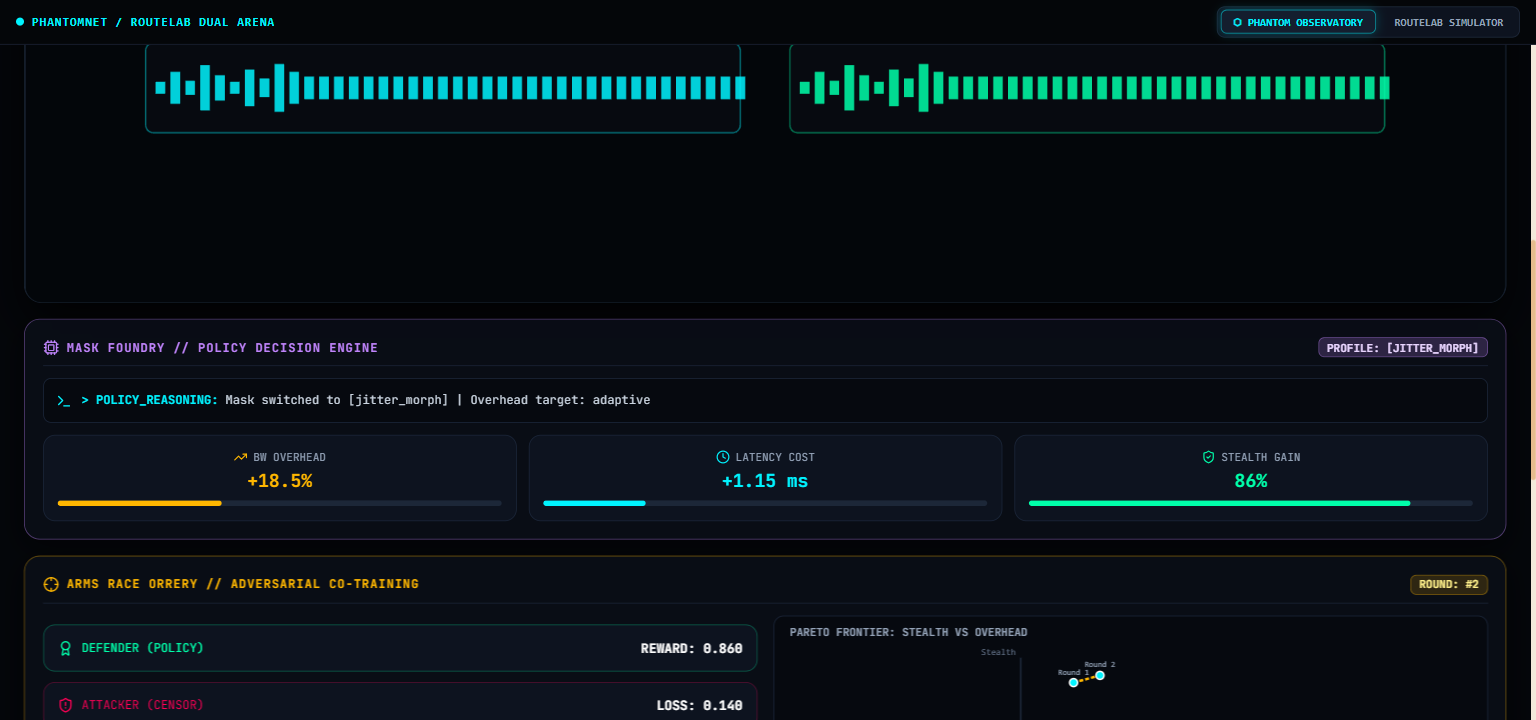 PHANTOMNET / ROUTELAB DUAL ARENA
PHANTOM OBSERVATORY
ROUTELAB SIMULATOR
MASK FOUNDRY // POLICY DECISION ENGINE
PROFILE: [JITTER_MORPH]
> POLICY_REASONING: Mask switched to [jitter_morph] | Overhead target: adaptive
BW OVERHEAD
+18.5%
LATENCY COST
+1.15 ms
STEALTH GAIN
86%
ARMS RACE ORRERY // ADVERSARIAL CO-TRAINING
ROUND: #2
DEFENDER (POLICY)
REWARD: 0.860
ATTACKER (CENSOR)
LOSS: 0.140
PARETO FRONTIER: STEALTH VS OVERHEAD
Stealth
Round 2
Round 1